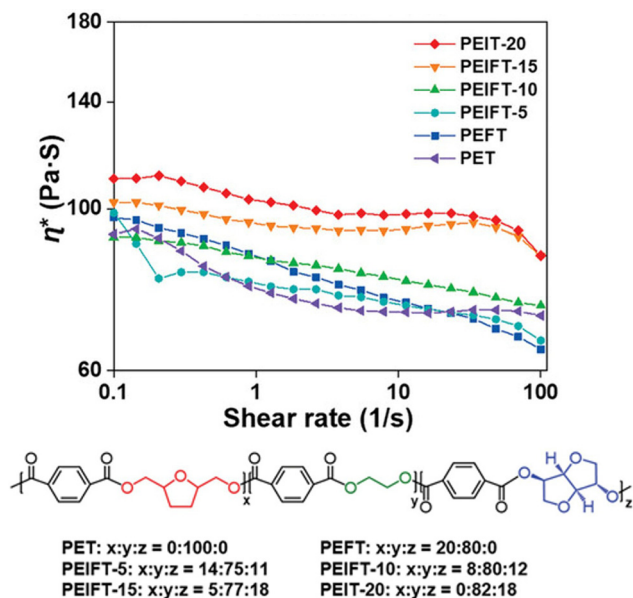 180
140
100
60
η* (Pa·S)
PEIT-20
PEIFT-15
PEIFT-10
PEIFT-5
PEFT
PET
0.1 1 10 100
Shear rate (1/s)
O O O O O x O O O O y O O O H O H O O z
PET: x:y:z = 0:100:0 PEFT: x:y:z = 20:80:0
PEIFT-5: x:y:z = 14:75:11 PEIFT-10: x:y:z = 8:80:12
PEIFT-15: x:y:z = 5:77:18 PEIT-20: x:y:z = 0:82:18